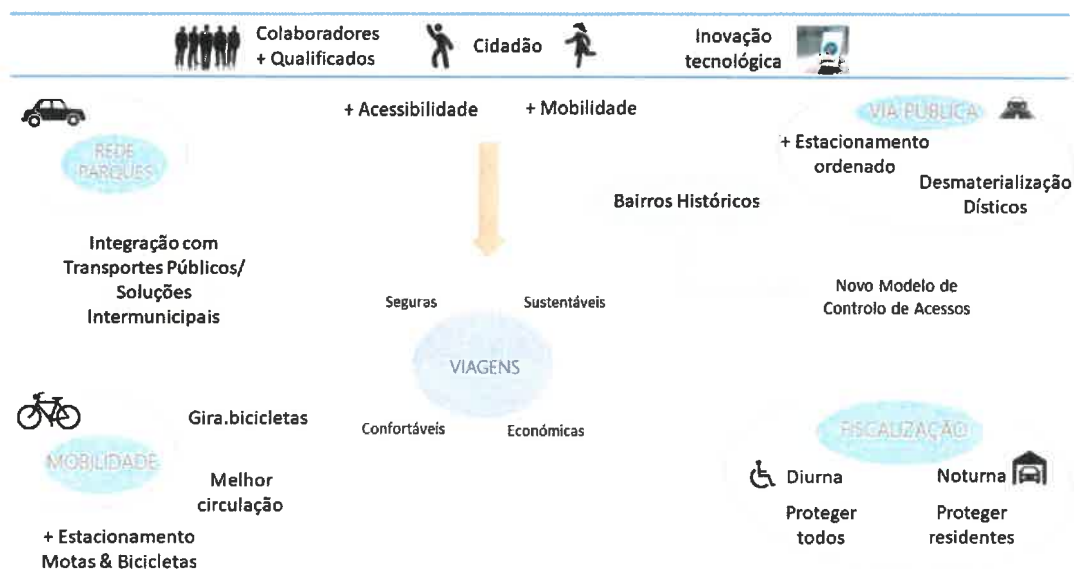 Colaboradores
+ Qualificados
Cidadão
Inovação
tecnológica
+ Acessibilidade
+ Mobilidade
VIA PÚBLICA
+ Estacionamento
ordenado
Desmaterialização
Dísticos
REDE
PARQUES
Bairros Históricos
Integração com
Transportes Públicos/
Soluções
Intermunicipais
Novo Modelo de
Controlo de Acessos
Seguras
Sustentáveis
VIAGENS
Confortáveis
Económicas
Gira.bicicletas
MOBILIDADE
Melhor
circulação
+ Estacionamento
Motas & Bicicletas
FISCALIZAÇÃO
Diurna
Noturna
Proteger
todos
Proteger
residentes